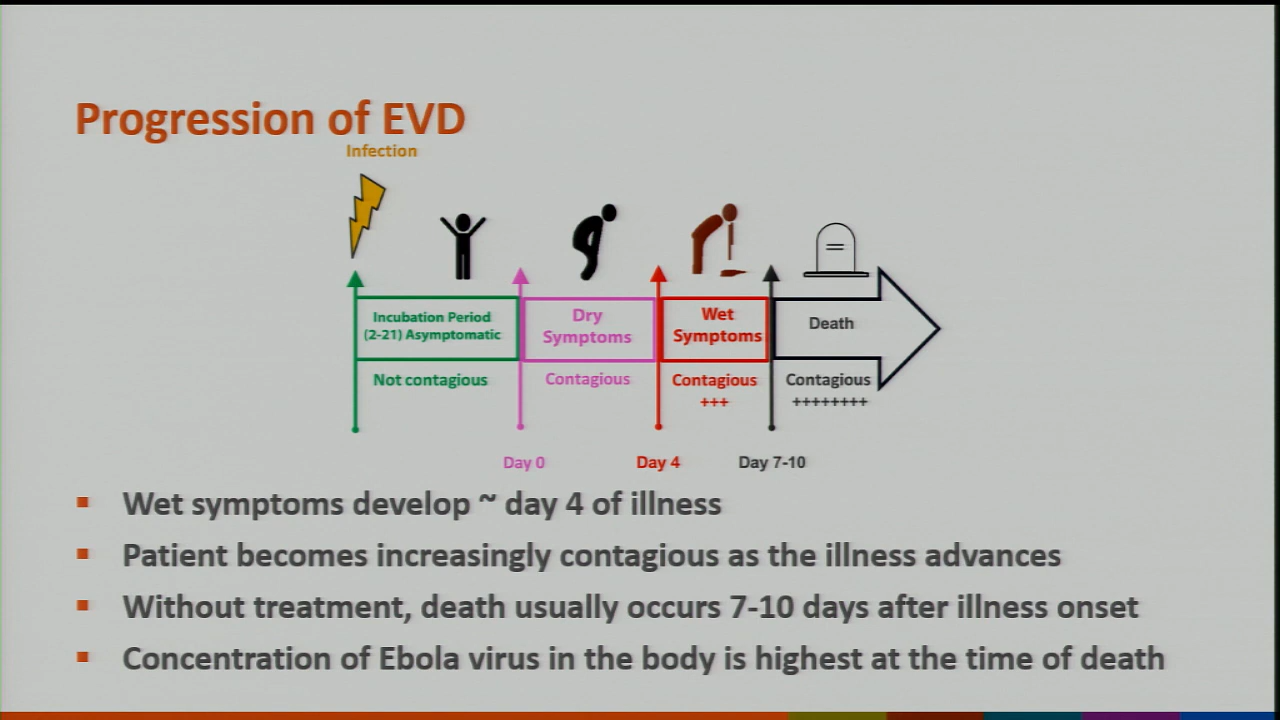 Progression of EVD
Infection
Incubation Period
(2-21) Asymptomatic
Dry
Symptoms
Wet
Symptoms
Death
Not contagious
Contagious
Contagious
+++
Contagious
++++++++
Day 0
Day 4
Day 7-10
Wet symptoms develop ~ day 4 of illness
Patient becomes increasingly contagious as the illness advances
Without treatment, death usually occurs 7-10 days after illness onset
Concentration of Ebola virus in the body is highest at the time of death